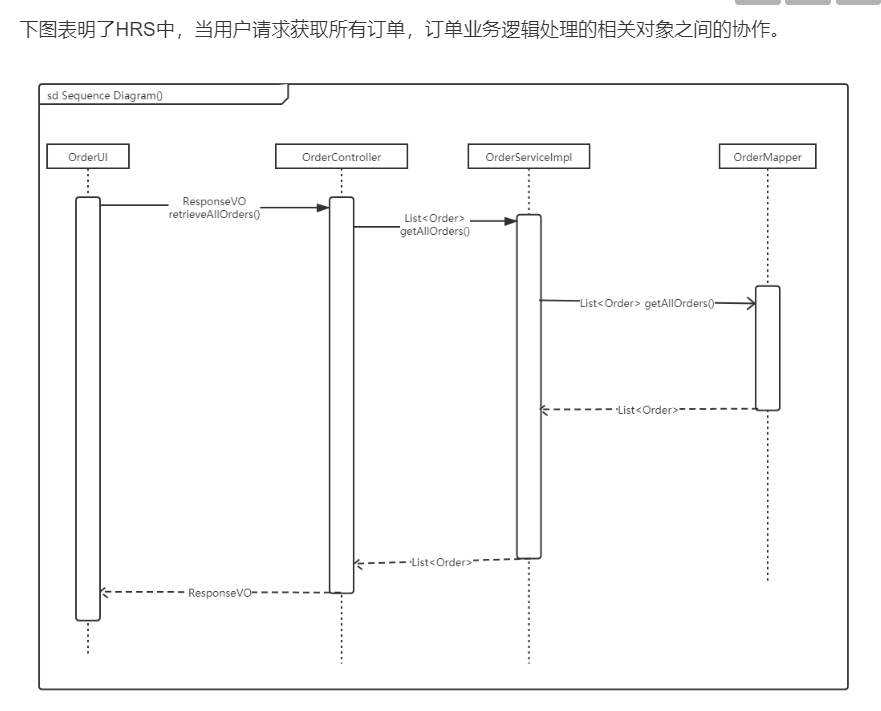 下图表明了HRS中，当用户请求获取所有订单，订单业务逻辑处理的相关对象之间的协作。
sd Sequence Diagram()
OrderUI
OrderController
OrderServiceImpl
OrderMapper
ResponseVO
retrieveAllOrders()
List<Order>
getAllOrders()
List<Order> getAllOrders()
List<Order>
List<Order>
ResponseVO